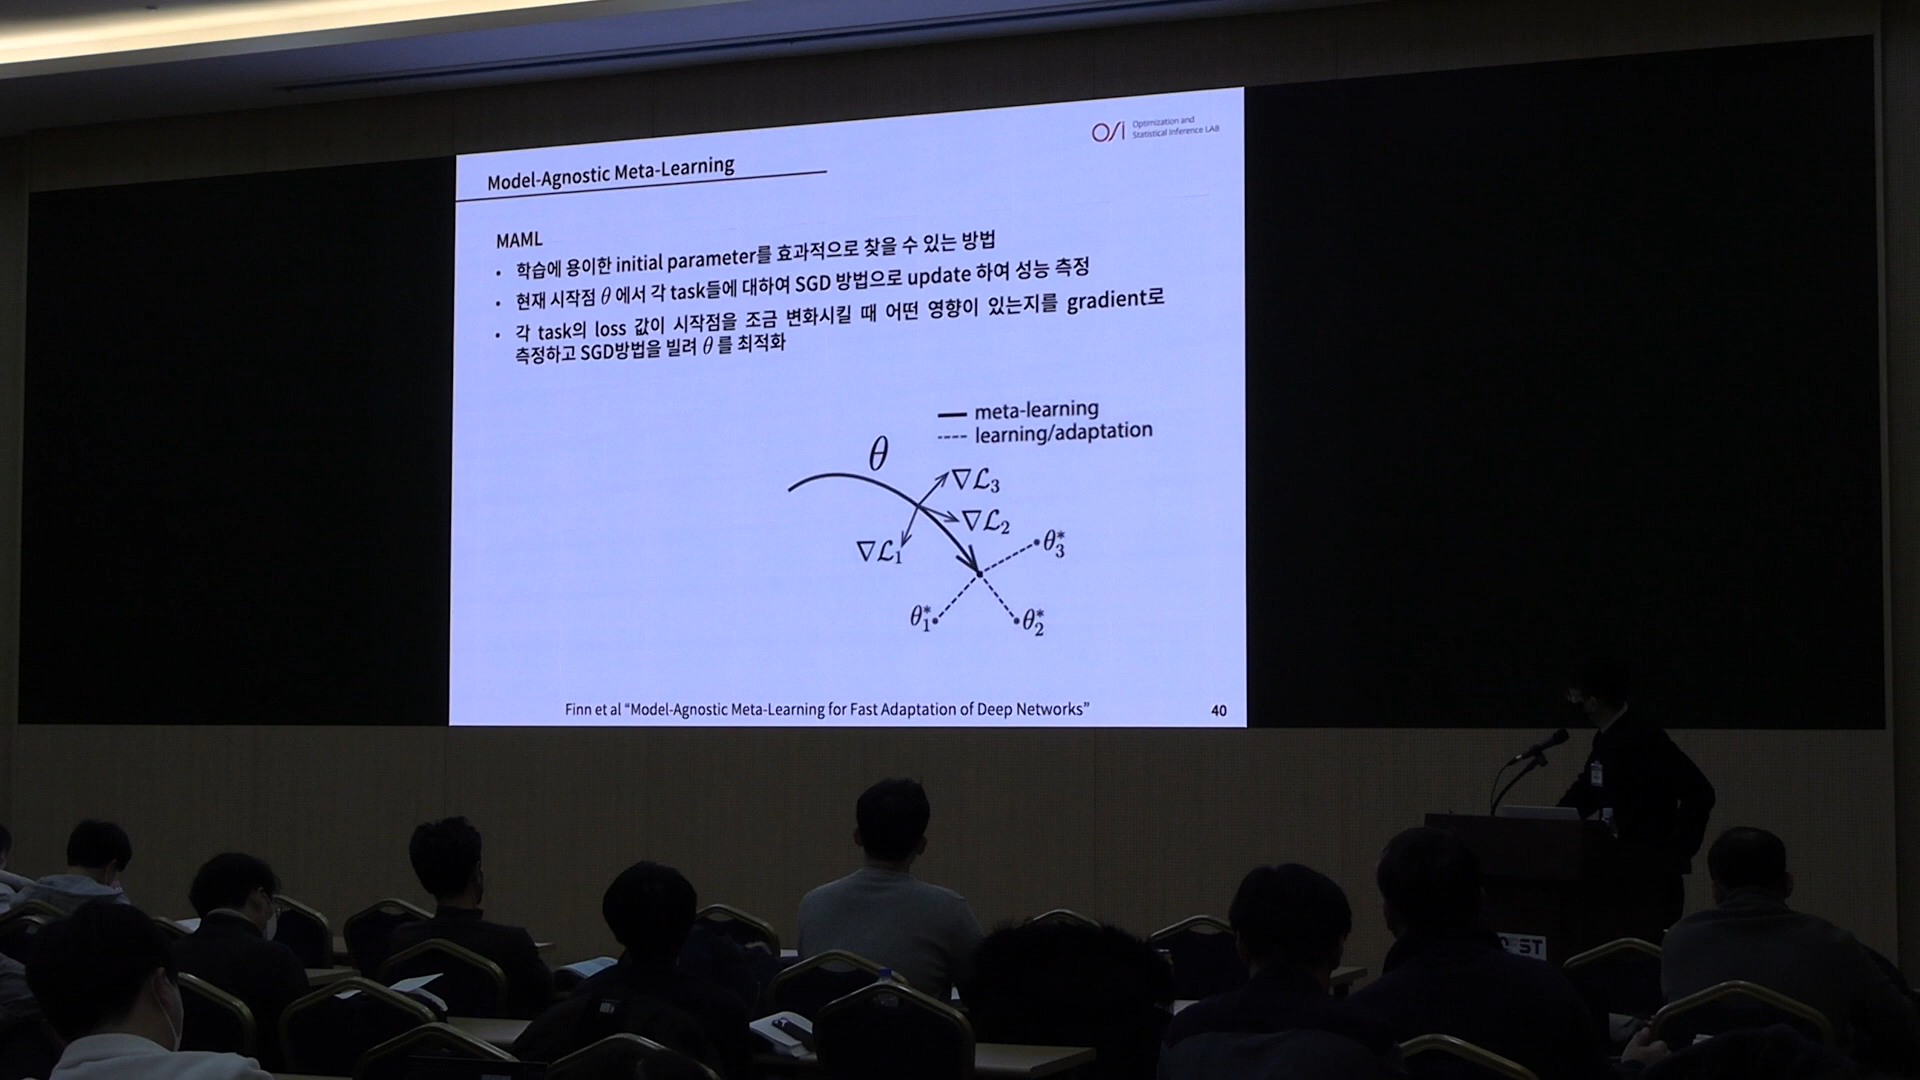 OSi Optimization and
Statistical Inference LAB
Model-Agnostic Meta-Learning
MAML
• 학습에 용이한 initial parameter를 효과적으로 찾을 수 있는 방법
• 현재 시작점 θ 에서 각 task들에 대하여 SGD 방법으로 update 하여 성능 측정
• 각 task의 loss 값이 시작점을 조금 변화시킬 때 어떤 영향이 있는지를 gradient로
측정하고 SGD방법을 빌려 θ 를 최적화
meta-learning
learning/adaptation
θ
∇ℒ₃
∇ℒ₂
∇ℒ₁
θ₃*
θ₁*
θ₂*
Finn et al “Model-Agnostic Meta-Learning for Fast Adaptation of Deep Networks”
40